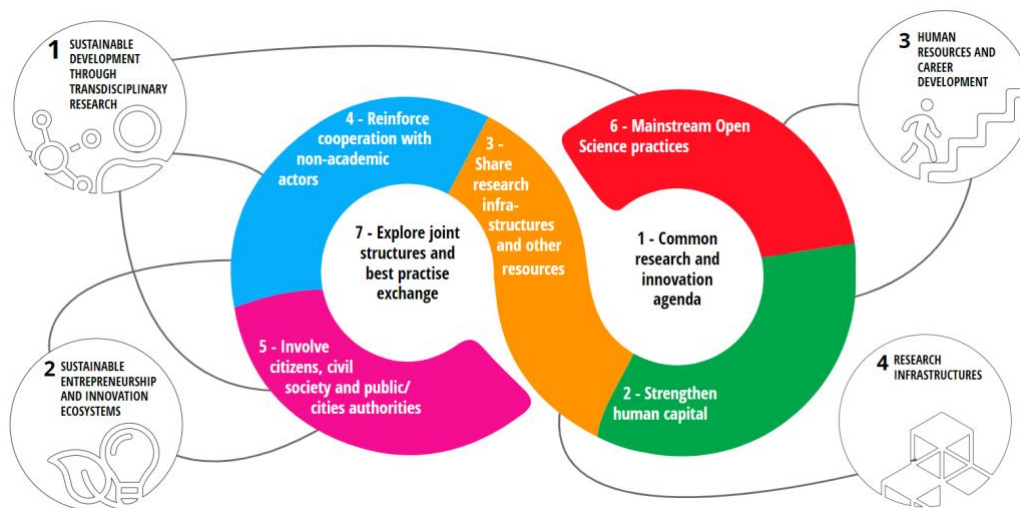 1 SUSTAINABLE
DEVELOPMENT
THROUGH
TRANSDISCIPLINARY
RESEARCH
3 HUMAN
RESOURCES AND
CAREER
DEVELOPMENT
4 - Reinforce
cooperation with
non-academic
actors
3 -
Share
research
infra-
structures
and other
resources
6 - Mainstream Open
Science practices
7 - Explore joint
structures and
best practise
exchange
1 - Common
research and
innovation
agenda
5 - Involve
citizens, civil
society and public/
cities authorities
2 - Strengthen
human capital
2 SUSTAINABLE
ENTREPRENEURSHIP
AND INNOVATION
ECOSYSTEMS
4 RESEARCH
INFRASTRUCTURES